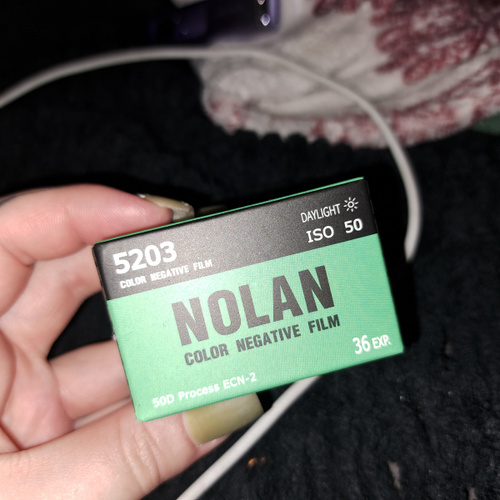 DAYLIGHT
5203 ISO 50
COLOR NEGATIVE FILM
NOLAN
COLOR NEGATIVE FILM
36 EXP.
50D Process ECN-2